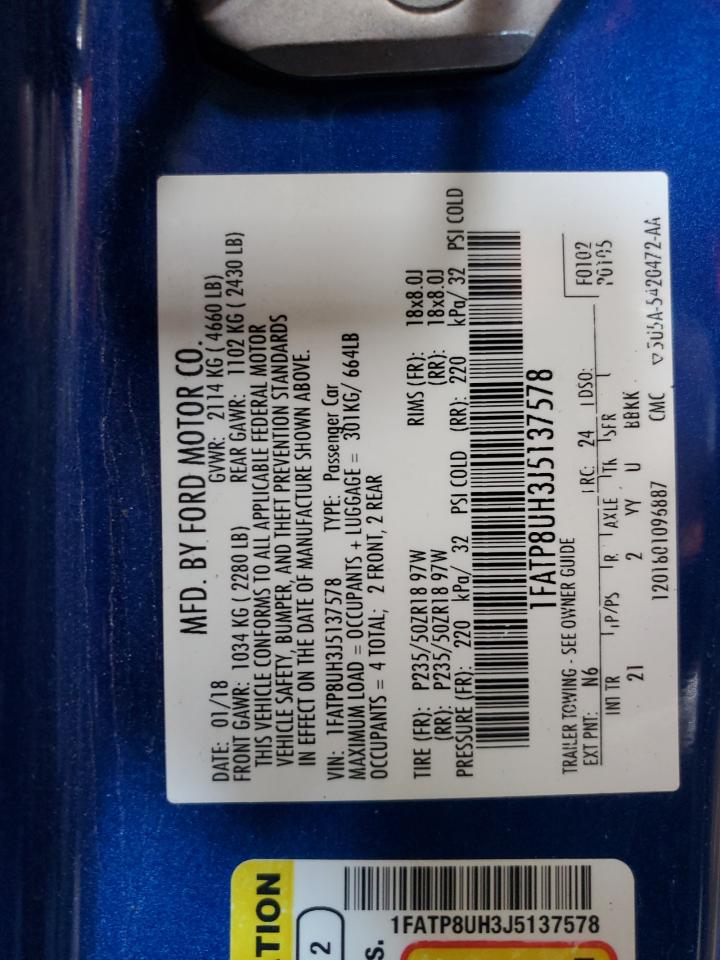 MFD. BY FORD MOTOR CO.
DATE: 01/18 GVWR: 2114 KG ( 4660 LB)
FRONT GAWR: 1034 KG ( 2280 LB) REAR GAWR: 1102 KG ( 2430 LB)
THIS VEHICLE CONFORMS TO ALL APPLICABLE FEDERAL MOTOR
VEHICLE SAFETY, BUMPER, AND THEFT PREVENTION STANDARDS
IN EFFECT ON THE DATE OF MANUFACTURE SHOWN ABOVE.
VIN: 1FATP8UH3J5137578 TYPE: Passenger Car
MAXIMUM LOAD = OCCUPANTS + LUGGAGE = 301KG/ 664LB
OCCUPANTS = 4 TOTAL; 2 FRONT, 2 REAR
TIRE (FR): P235/50ZR18 97W RIMS (FR): 18x8.0J
(RR): P235/50ZR18 97W (RR): 18x8.0J
PRESSURE (FR): 220 kPa/ 32 PSI COLD (RR): 220 kPa/ 32 PSI COLD
1FATP8UH3J5137578
TRAILER TOWING - SEE OWNER GUIDE F0102
EXT PNT: N6 RC: 24 DSO:
INT TR TP/PS R AXLE TR SFR
21 2 YY U BBKK
1201601096887 CMC
TION
2
S.
1FATP8UH3J5137578